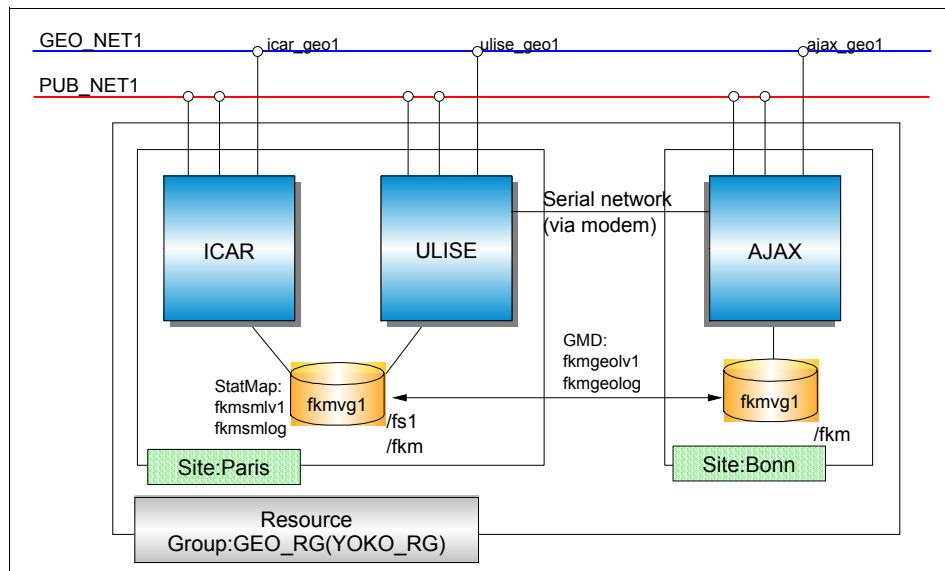 GEO_NET1
icar_geo1
ulise_geo1
ajax_geo1
PUB_NET1
ICAR
ULISE
Serial network
(via modem)
AJAX
StatMap:
fkmsmlv1
fkmsmlog
fkmvg1
/fs1
/fkm
GMD:
fkmgeolv1
fkmgeolog
fkmvg1
/fkm
Site:Paris
Site:Bonn
Resource
Group:GEO_RG(YOKO_RG)